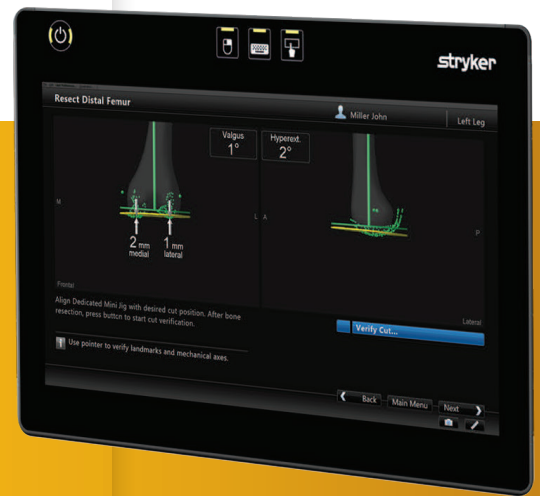 stryker
Resect Distal Femur
Miller John
Left Leg
Valgus
1°
Hyperext.
2°
M
L
A
P
2 mm
medial
1 mm
lateral
Frontal
Lateral
Align Dedicated Mini Jig with desired cut position. After bone
resection, press button to start cut verification.
Verify Cut...
! Use pointer to verify landmarks and mechanical axes.
Back
Main Menu
Next